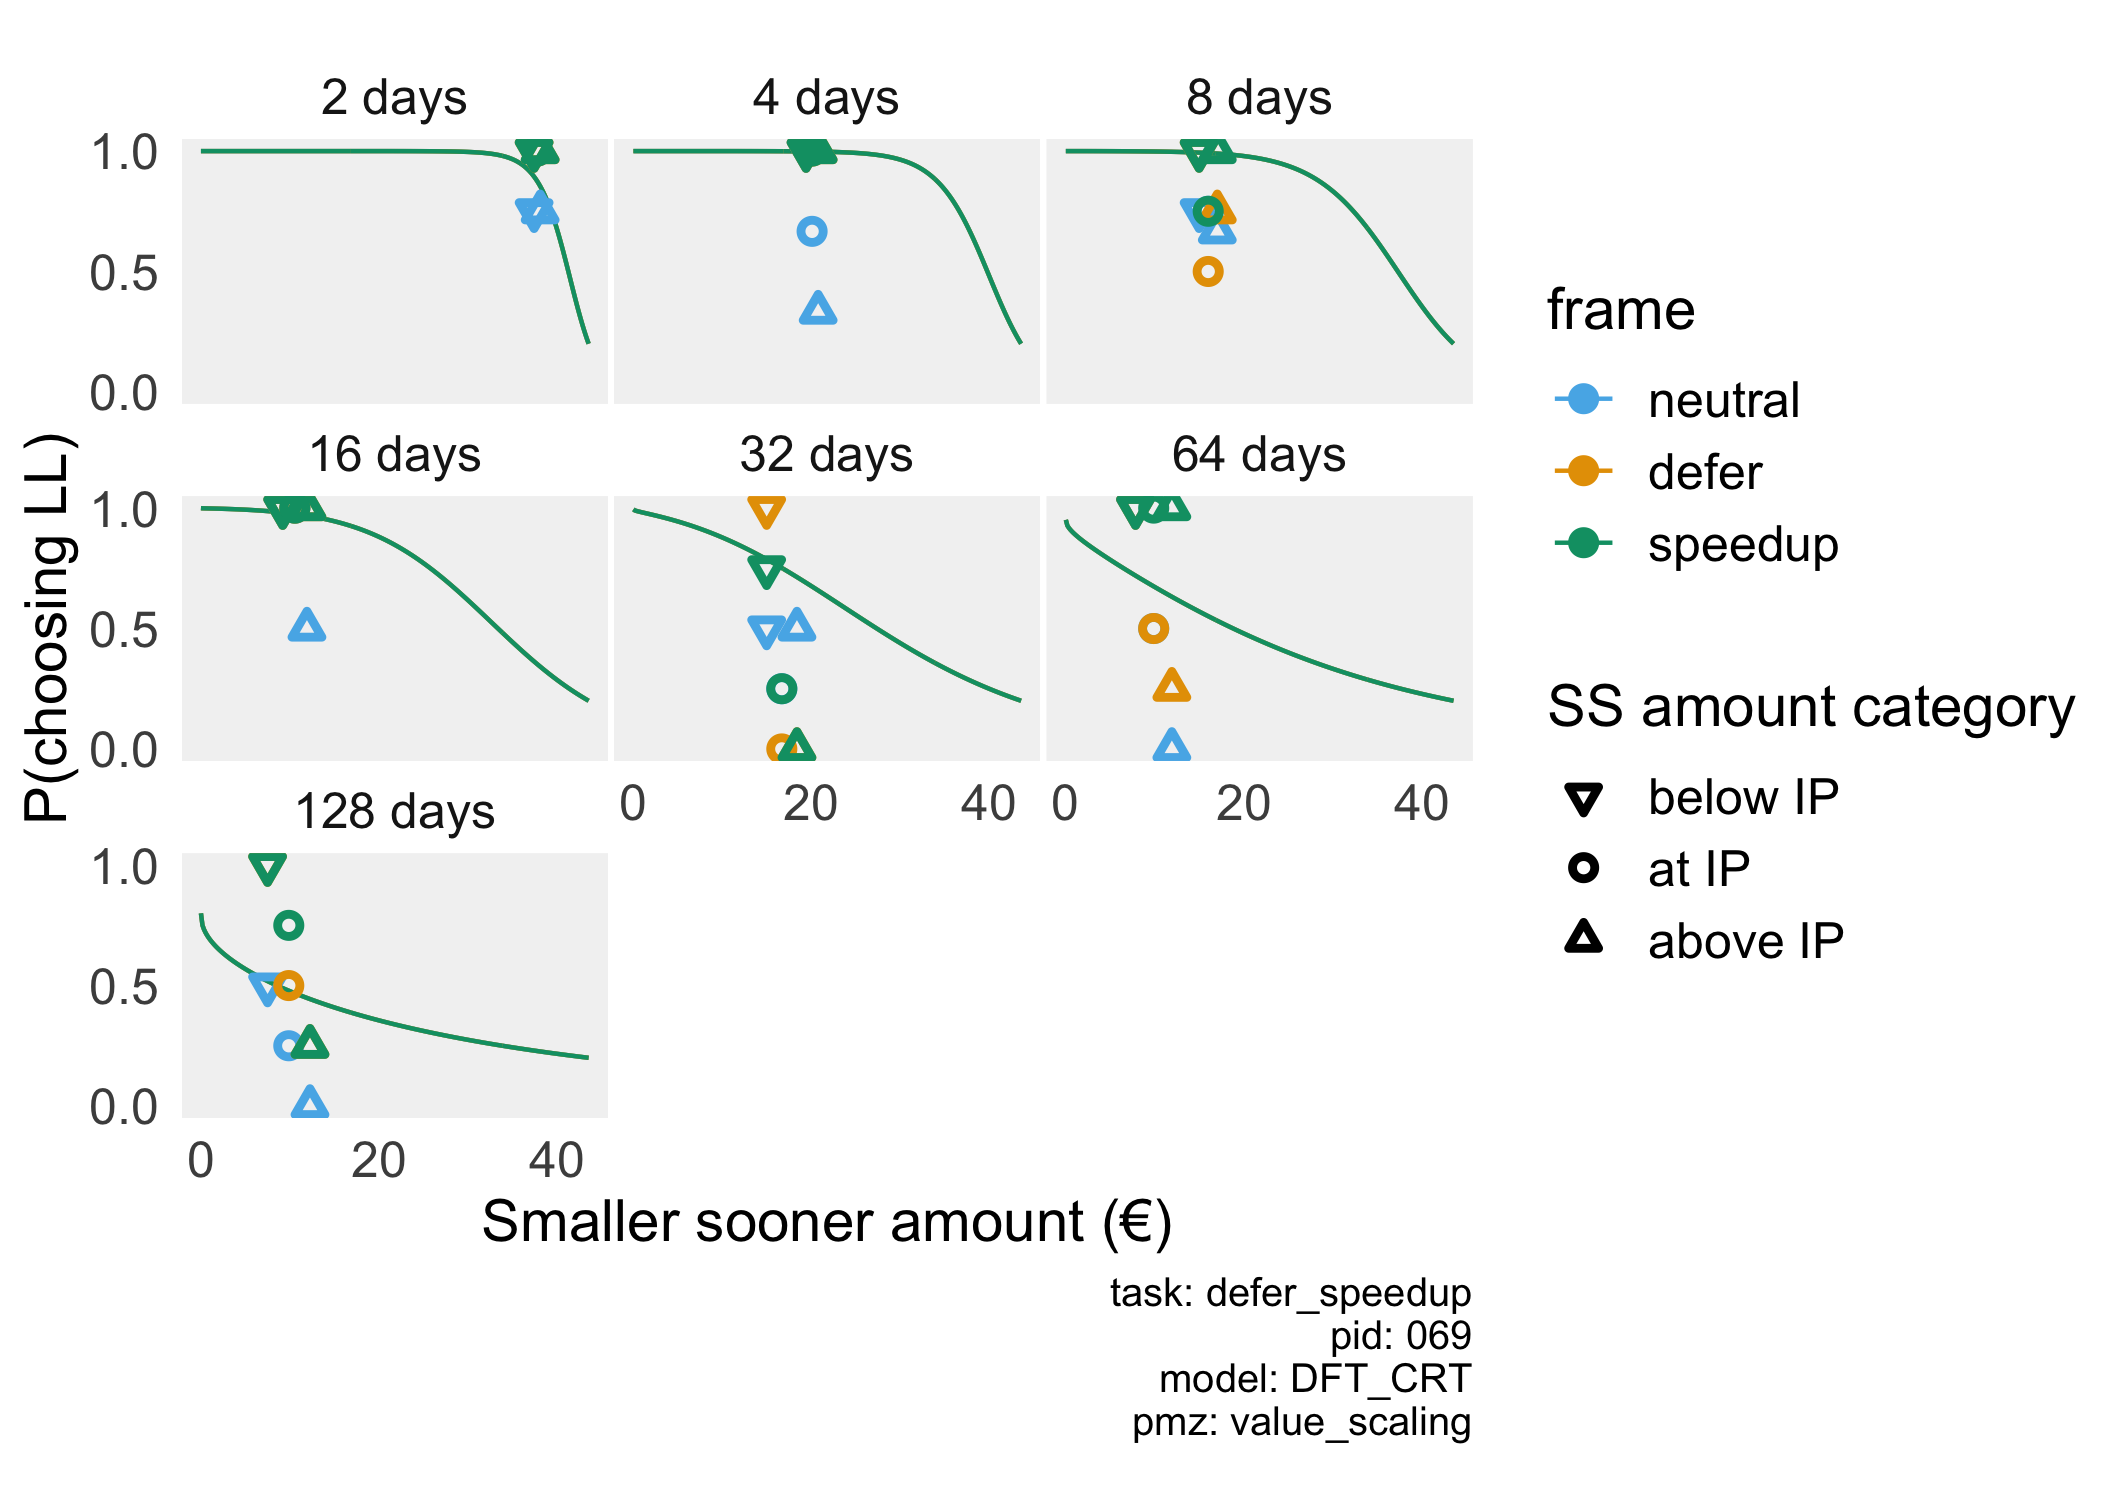 2 days 4 days 8 days
1.0
0.5
0.0
16 days 32 days 64 days
1.0
0.5
0.0
0 20 40 0 20 40
128 days
1.0
0.5
0.0
0 20 40
P(choosing LL)
Smaller sooner amount (€)
frame
neutral
defer
speedup
SS amount category
below IP
at IP
above IP
task: defer_speedup
pid: 069
model: DFT_CRT
pmz: value_scaling